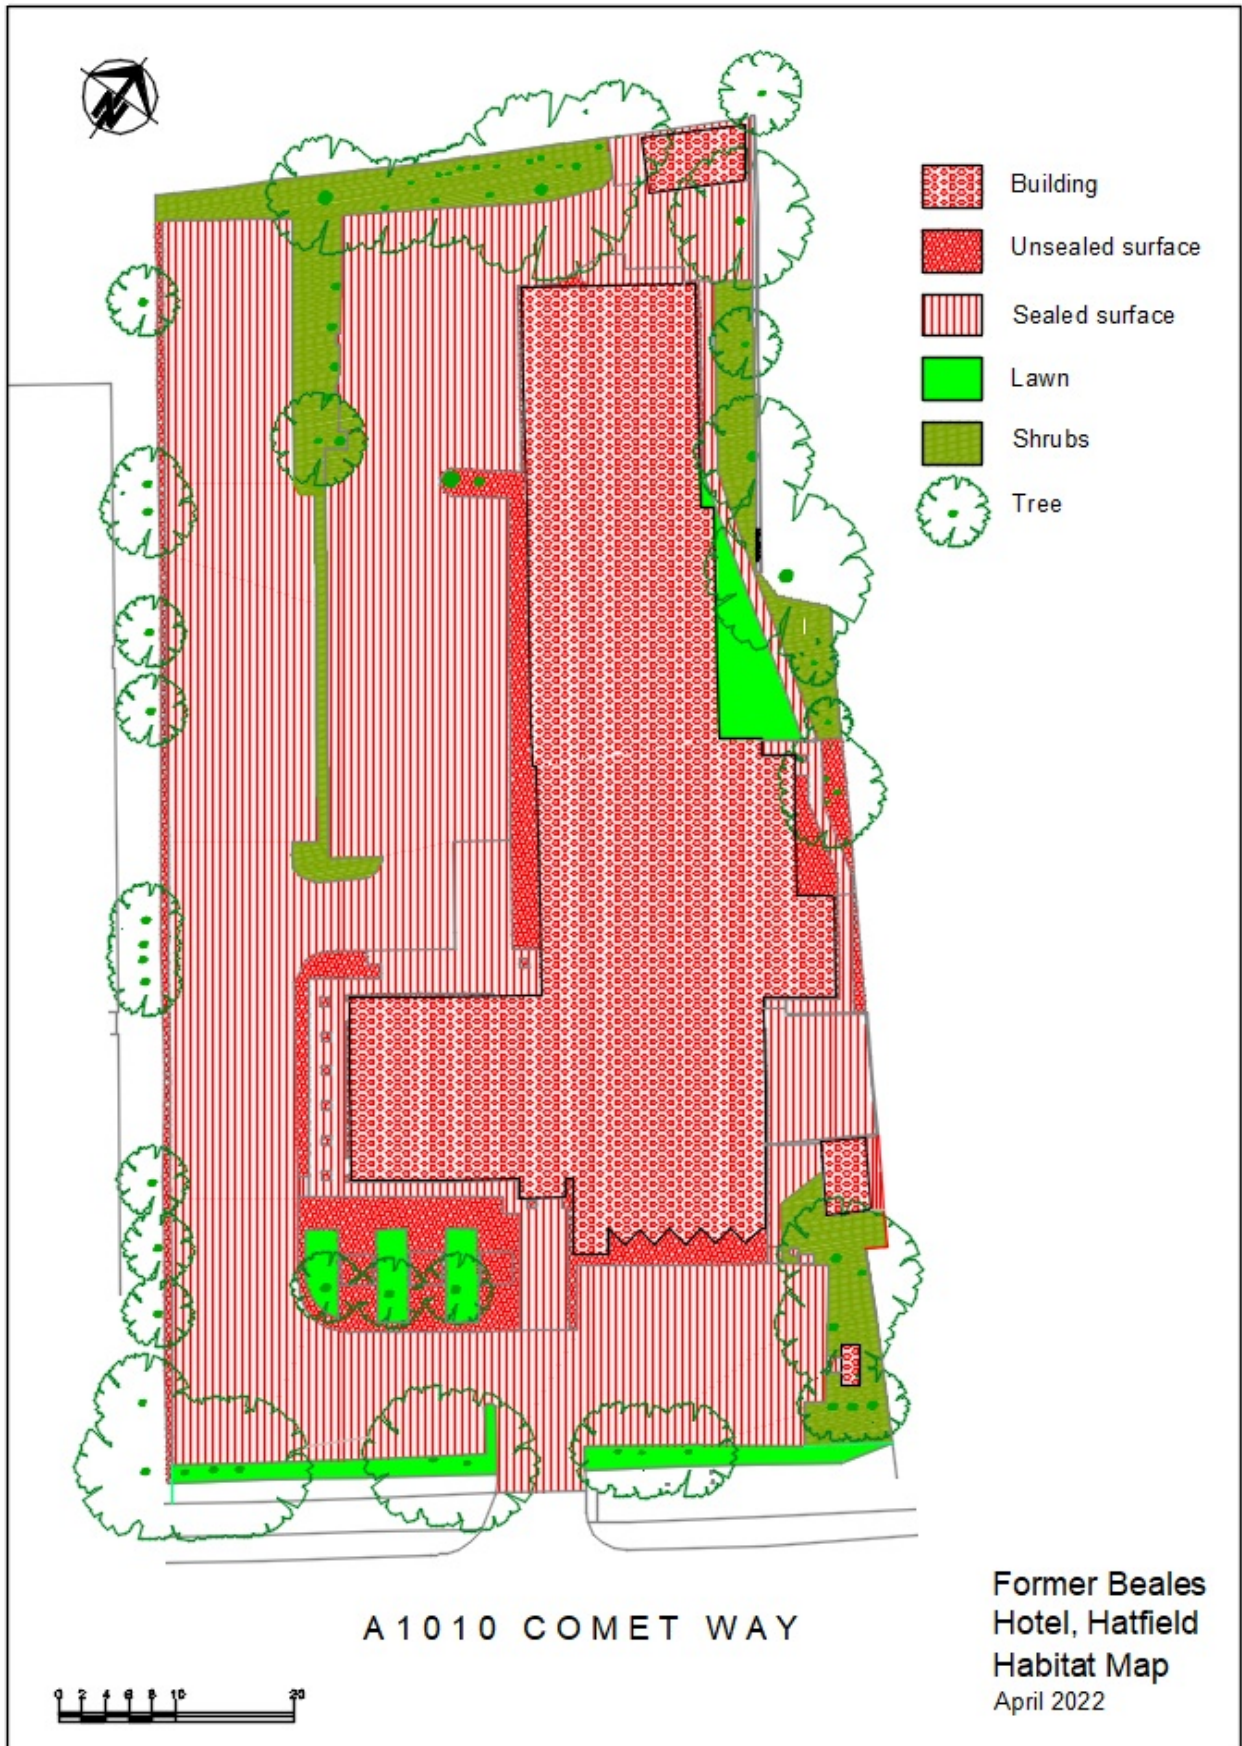 N
Building
Unsealed surface
Sealed surface
Lawn
Shrubs
Tree
A1010 COMET WAY
0 2 4 6 8 10 20
Former Beales
Hotel, Hatfield
Habitat Map
April 2022